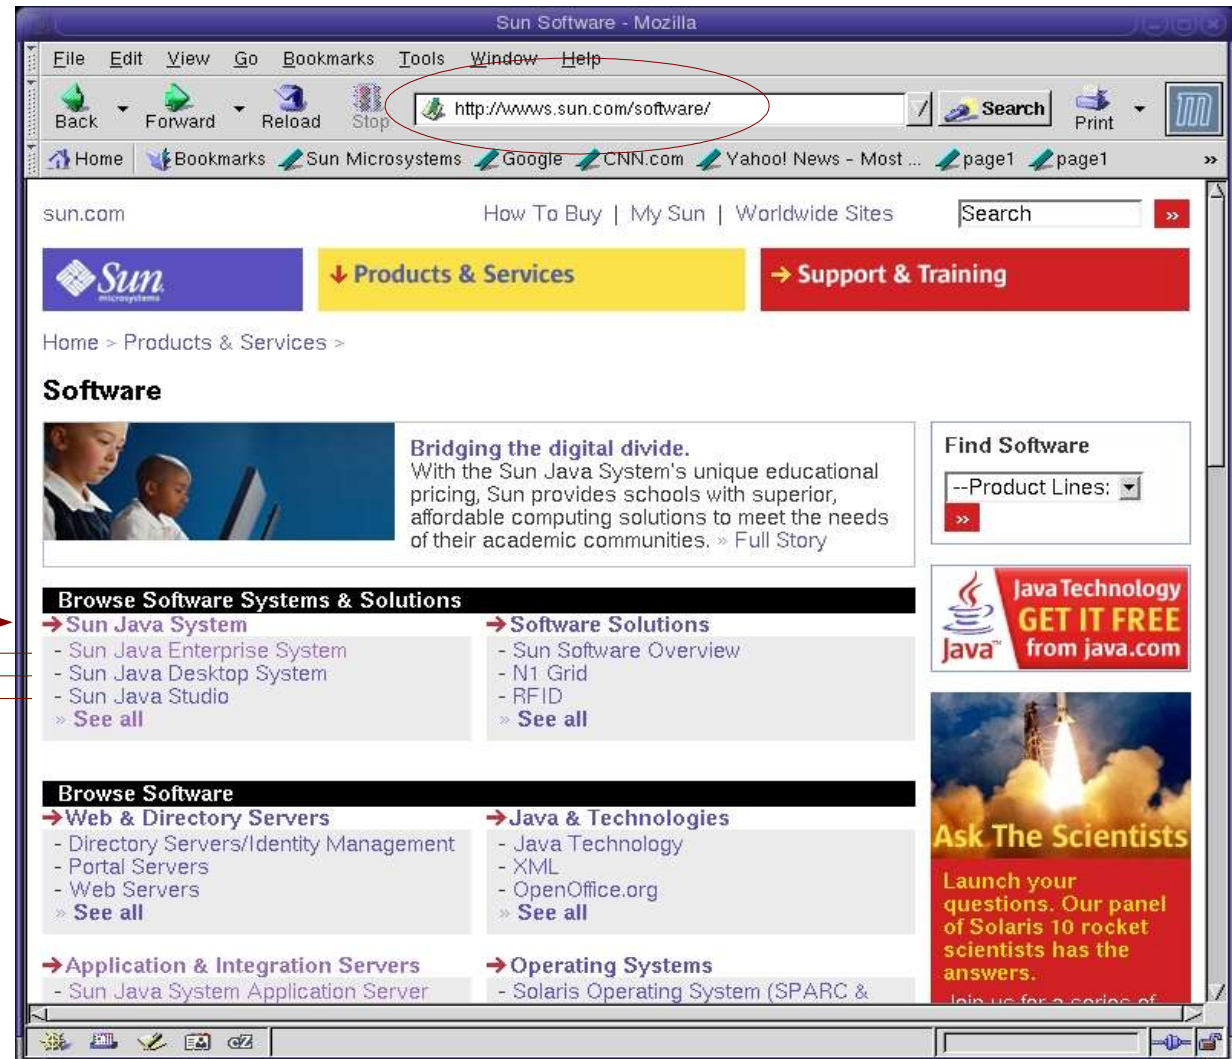 Sun Software - Mozilla
File Edit View Go Bookmarks Tools Window Help
Back Forward Reload Stop http://wwws.sun.com/software/ Search Print
Home Bookmarks Sun Microsystems Google CNN.com Yahoo! News - Most ... page1 page1 »
sun.com How To Buy | My Sun | Worldwide Sites Search »
Sun microsystems Products & Services Support & Training
Home > Products & Services >
Software
Bridging the digital divide.
With the Sun Java System's unique educational
pricing, Sun provides schools with superior,
affordable computing solutions to meet the needs
of their academic communities. » Full Story
Find Software
--Product Lines:
»
Java Technology
GET IT FREE
from java.com
Java™
Browse Software Systems & Solutions
Sun Java System
- Sun Java Enterprise System
- Sun Java Desktop System
- Sun Java Studio
» See all
Software Solutions
- Sun Software Overview
- N1 Grid
- RFID
» See all
Browse Software
Web & Directory Servers
- Directory Servers/Identity Management
- Portal Servers
- Web Servers
» See all
Java & Technologies
- Java Technology
- XML
- OpenOffice.org
» See all
Application & Integration Servers
- Sun Java System Application Server
Operating Systems
- Solaris Operating System (SPARC &
Ask The Scientists
Launch your
questions. Our panel
of Solaris 10 rocket
scientists has the
answers.
Join us for a series of